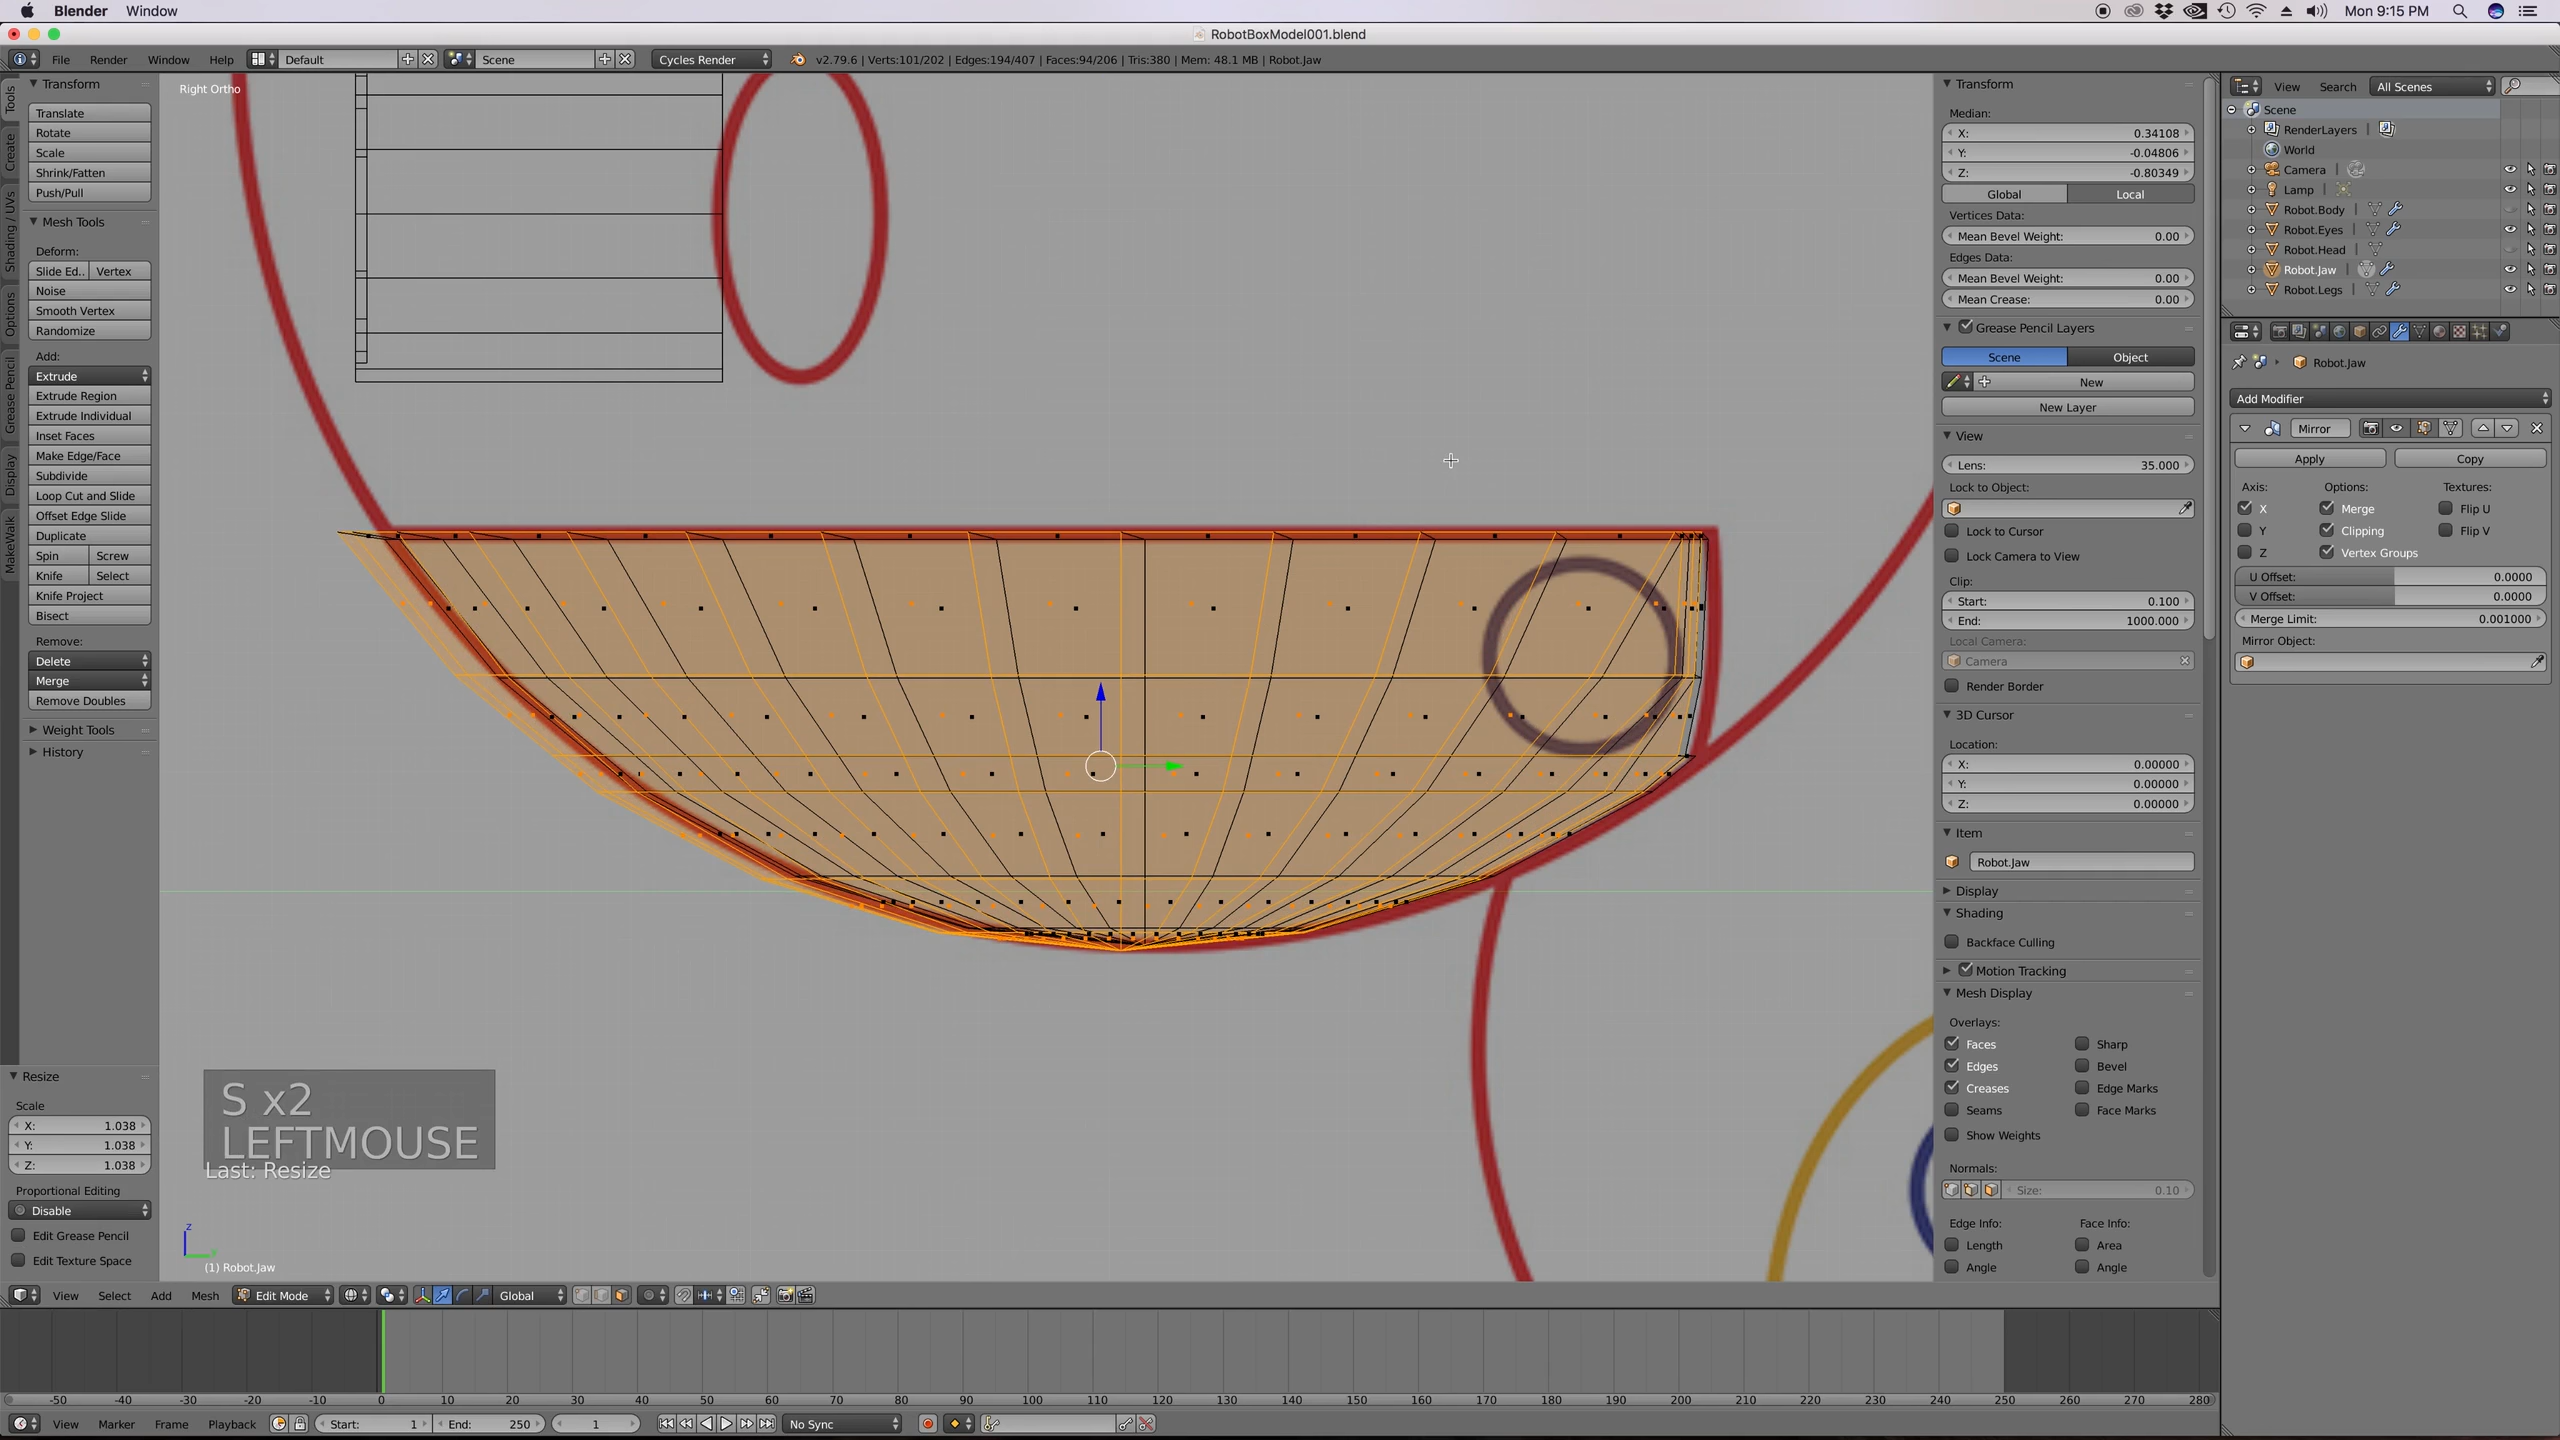 Blender Window Mon 9:15 PM
RobotBoxModel001.blend
File Render Window Help Default Scene Cycles Render v2.79.6 | Verts:101/202 | Edges:194/407 | Faces:94/206 | Tris:380 | Mem: 48.1 MB | Robot.Jaw
Tools
Create
Shading / UVs
Options
Grease Pencil
Display
MakeWalk
Transform
Translate
Rotate
Scale
Shrink/Fatten
Push/Pull
Mesh Tools
Deform:
Slide Ed.. Vertex
Noise
Smooth Vertex
Randomize
Add:
Extrude
Extrude Region
Extrude Individual
Inset Faces
Make Edge/Face
Subdivide
Loop Cut and Slide
Offset Edge Slide
Duplicate
Spin Screw
Knife Select
Knife Project
Bisect
Remove:
Delete
Merge
Remove Doubles
Weight Tools
History
Resize
Scale
X: 1.038
Y: 1.038
Z: 1.038
Proportional Editing
Disable
Edit Grease Pencil
Edit Texture Space
Right Ortho
S x2
LEFTMOUSE
Last: Resize
z
y
(1) Robot.Jaw
Transform
Median:
X: 0.34108
Y: -0.04806
Z: -0.80349
Global Local
Vertices Data:
Mean Bevel Weight: 0.00
Edges Data:
Mean Bevel Weight: 0.00
Mean Crease: 0.00
Grease Pencil Layers
Scene Object
New
New Layer
View
Lens: 35.000
Lock to Object:
Lock to Cursor
Lock Camera to View
Clip:
Start: 0.100
End: 1000.000
Local Camera:
Camera
Render Border
3D Cursor
Location:
X: 0.00000
Y: 0.00000
Z: 0.00000
Item
Robot.Jaw
Display
Shading
Backface Culling
Motion Tracking
Mesh Display
Overlays:
Faces Sharp
Edges Bevel
Creases Edge Marks
Seams Face Marks
Show Weights
Normals:
Size: 0.10
Edge Info: Face Info:
Length Area
Angle Angle
View Search All Scenes
Scene
RenderLayers
World
Camera
Lamp
Robot.Body
Robot.Eyes
Robot.Head
Robot.Jaw
Robot.Legs
Robot.Jaw
Add Modifier
Mirror
Apply Copy
Axis: Options: Textures:
X Merge Flip U
Y Clipping Flip V
Z Vertex Groups
U Offset: 0.0000
V Offset: 0.0000
Merge Limit: 0.001000
Mirror Object:
View Select Add Mesh Edit Mode Global
-50 -40 -30 -20 -10 0 10 20 30 40 50 60 70 80 90 100 110 120 130 140 150 160 170 180 190 200 210 220 230 240 250 260 270 280
View Marker Frame Playback Start: 1 End: 250 1 No Sync